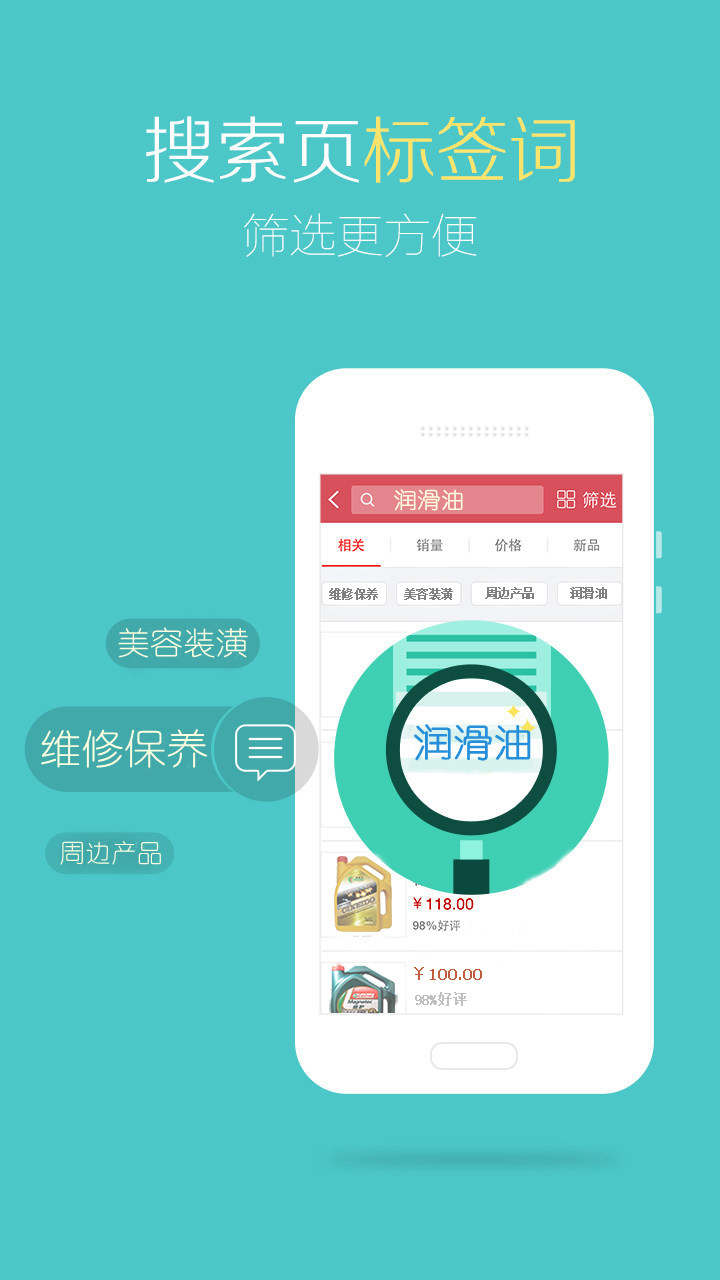 搜索页标签词
筛选更方便
润滑油 筛选
相关 销量 价格 新品
维修保养 美容装潢 周边产品 润滑油
美容装潢
维修保养
润滑油
周边产品
¥118.00
98%好评
¥100.00
98%好评
Magnatec